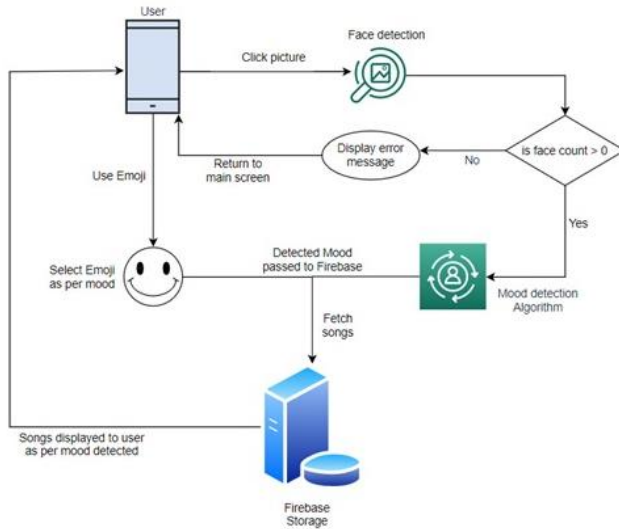 User
Face detection
Click picture
is face count > 0
Display error
message
No
Return to
main screen
Use Emoji
Yes
Detected Mood
passed to Firebase
Select Emoji
as per mood
Mood detection
Algorithm
Fetch
songs
Songs displayed to user
as per mood detected
Firebase
Storage